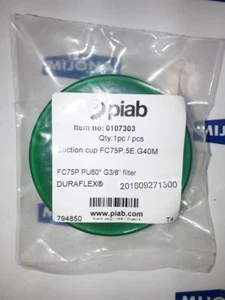 piab
Item no: 0107303
Qty:1pc / pcs
Suction cup FC75P.5E.G40M
FC75P PU60° G3/8" filter
DURAFLEX® 201809271300
www.piab.com
794850